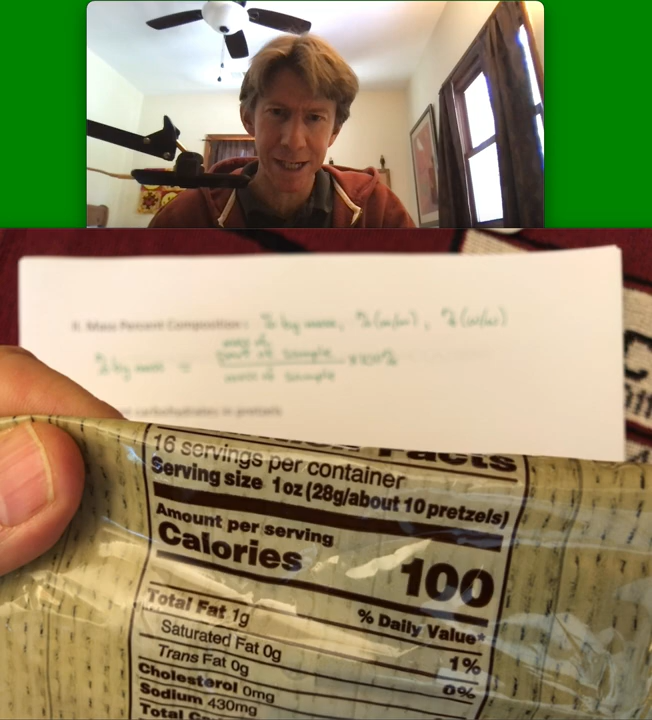 II. Mass Percent Composition: % by mass, % (m/m), % (w/w)
mass of
part of sample
% by mass = ×100%
mass of sample
carbohydrates in pretzels
Facts
16 servings per container
Serving size 1oz (28g/about 10 pretzels)
Amount per serving
Calories 100
% Daily Value*
Total Fat 1g 1%
Saturated Fat 0g 0%
Trans Fat 0g
Cholesterol 0mg
Sodium 430mg
Total